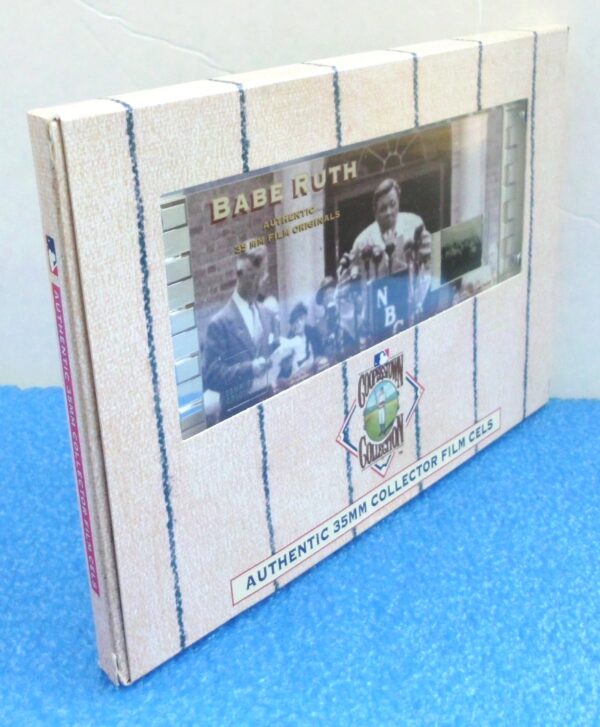 BABE RUTH
AUTHENTIC
35 MM FILM ORIGINALS
NBC
COOPERSTOWN
COLLECTION
TM
AUTHENTIC 35MM COLLECTOR FILM CELS
AUTHENTIC 35MM COLLECTOR FILM CELS